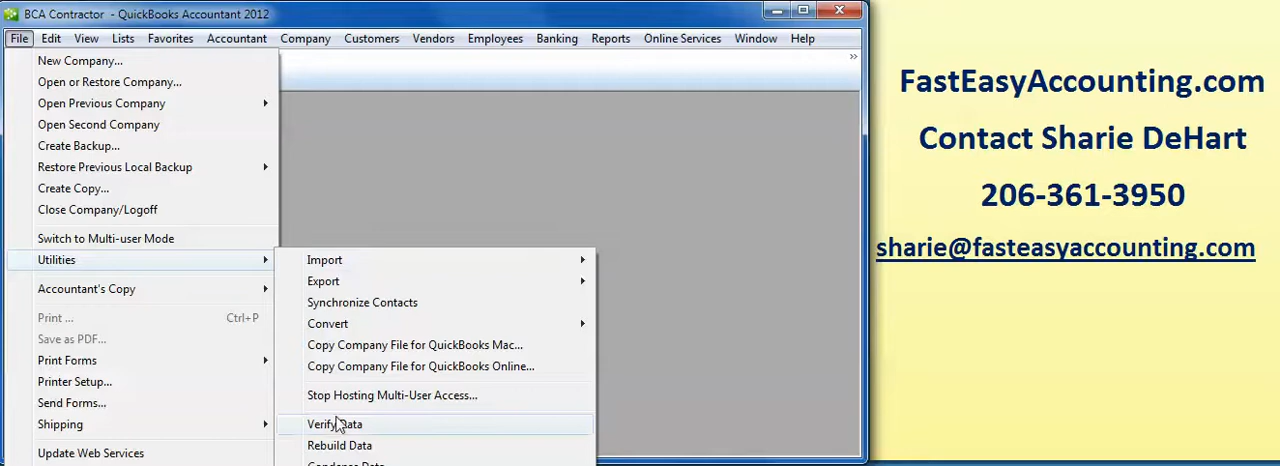 BCA Contractor - QuickBooks Accountant 2012
File Edit View Lists Favorites Accountant Company Customers Vendors Employees Banking Reports Online Services Window Help
New Company...
Open or Restore Company...
Open Previous Company
Open Second Company
Create Backup...
Restore Previous Local Backup
Create Copy...
Close Company/Logoff
Switch to Multi-user Mode
Utilities
Accountant's Copy
Print ... Ctrl+P
Save as PDF...
Print Forms
Printer Setup...
Send Forms...
Shipping
Update Web Services
Import
Export
Synchronize Contacts
Convert
Copy Company File for QuickBooks Mac...
Copy Company File for QuickBooks Online...
Stop Hosting Multi-User Access...
Verify Data
Rebuild Data
Condense Data
FastEasyAccounting.com
Contact Sharie DeHart
206-361-3950
sharie@fasteasyaccounting.com